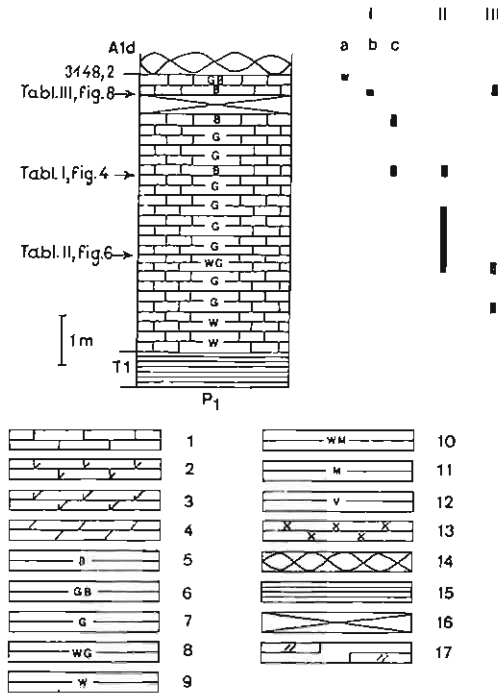 I II III
A1d a b c
3148,2
GB
Tabl.III,fig.8 B
B
G
G
Tabl.I,fig.4 B
G
G
G
G
Tabl.II,fig.6 WG
G
G
W
1m W
T1
P1
1 WM 10
2 M 11
3 V 12
4 x x x x x 13
B 5 14
GB 6 15
G 7 16
WG 8 17
W 9